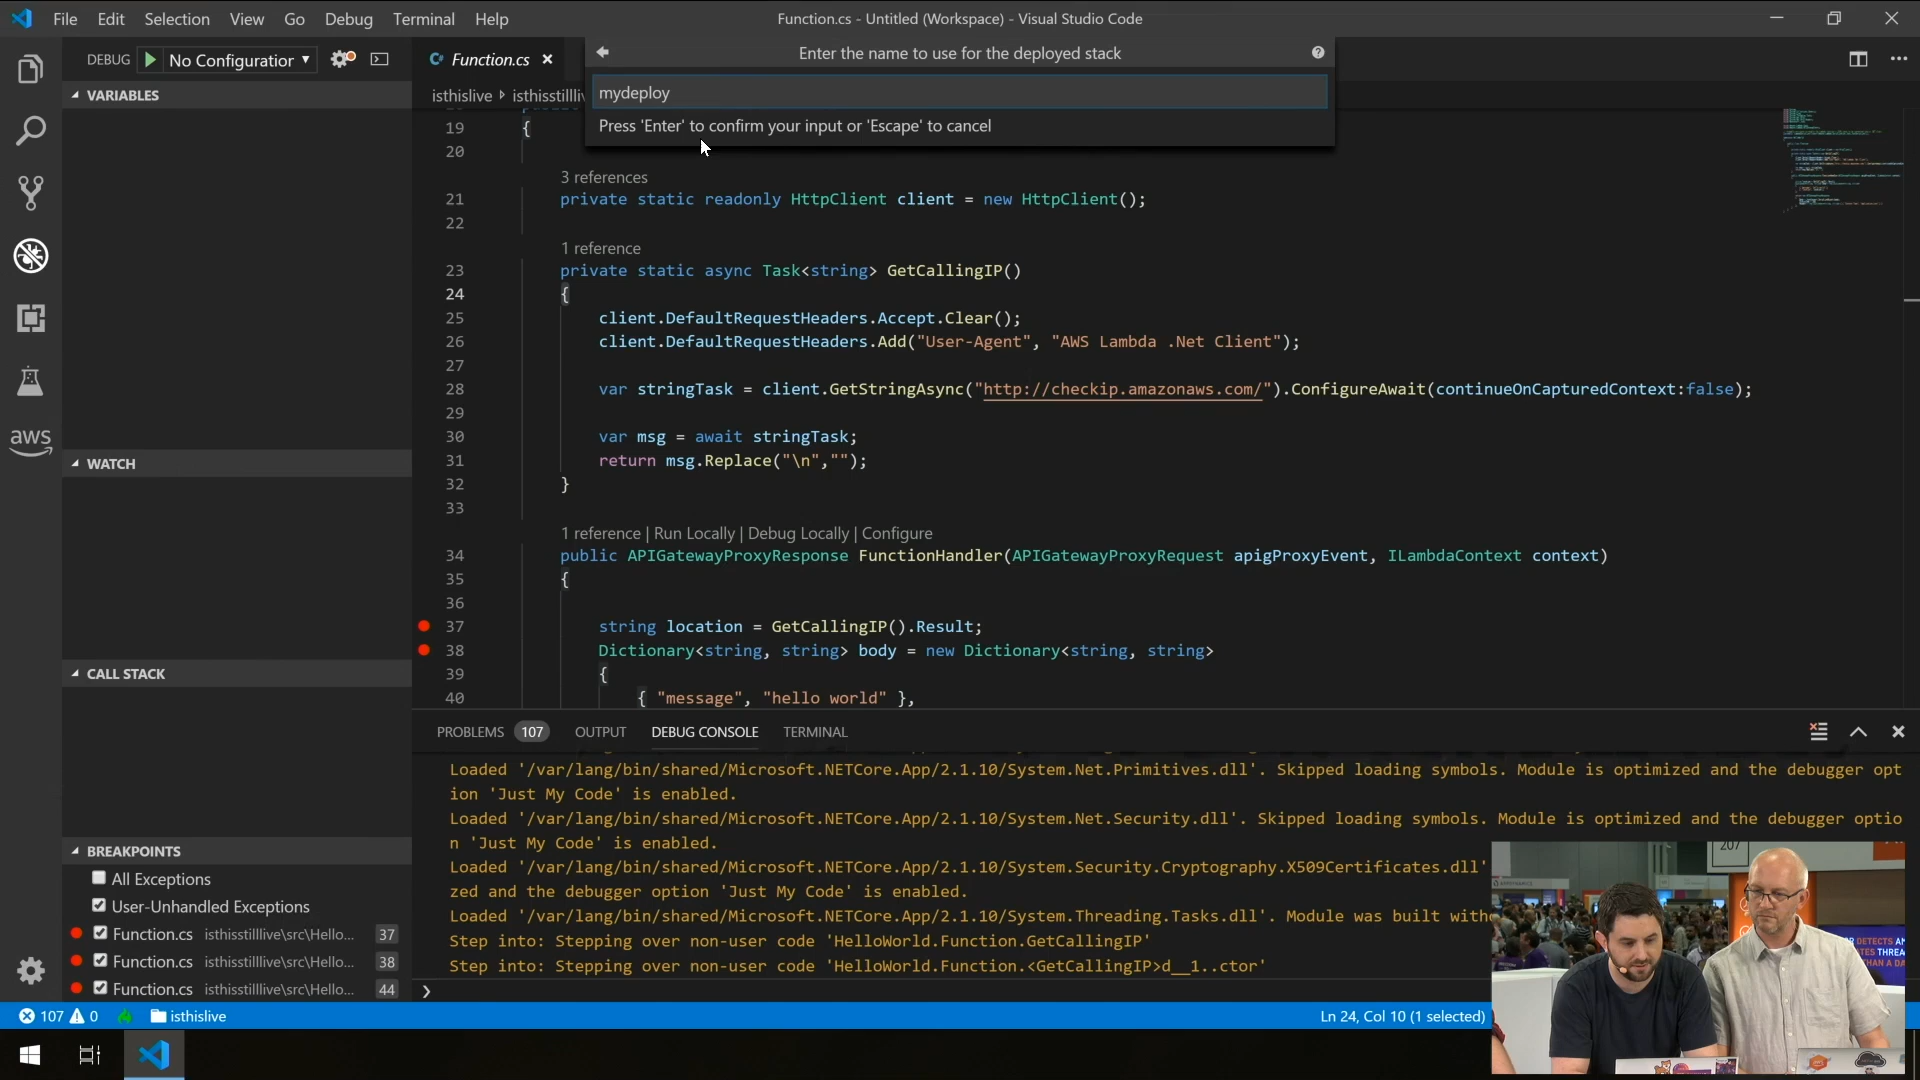 File Edit Selection View Go Debug Terminal Help
Function.cs - Untitled (Workspace) - Visual Studio Code
DEBUG No Configuratior
Function.cs
Enter the name to use for the deployed stack
mydeploy
Press 'Enter' to confirm your input or 'Escape' to cancel
isthislive
VARIABLES
19 {
20
3 references
21 private static readonly HttpClient client = new HttpClient();
22
1 reference
23 private static async Task<string> GetCallingIP()
24 {
25 client.DefaultRequestHeaders.Accept.Clear();
26 client.DefaultRequestHeaders.Add("User-Agent", "AWS Lambda .Net Client");
27
28 var stringTask = client.GetStringAsync("http://checkip.amazonaws.com/").ConfigureAwait(continueOnCapturedContext:false);
29
30 var msg = await stringTask;
31 return msg.Replace("\n","");
32 }
33
1 reference | Run Locally | Debug Locally | Configure
34 public APIGatewayProxyResponse FunctionHandler(APIGatewayProxyRequest apigProxyEvent, ILambdaContext context)
35 {
36
37 string location = GetCallingIP().Result;
38 Dictionary<string, string> body = new Dictionary<string, string>
39 {
40 { "message", "hello world" },
aws
WATCH
CALL STACK
BREAKPOINTS
All Exceptions
User-Unhandled Exceptions
Function.cs isthisstilllive\src\Hello... 37
Function.cs isthisstilllive\src\Hello... 38
Function.cs isthisstilllive\src\Hello... 44
PROBLEMS 107 OUTPUT DEBUG CONSOLE TERMINAL
Loaded '/var/lang/bin/shared/Microsoft.NETCore.App/2.1.10/System.Net.Primitives.dll'. Skipped loading symbols. Module is optimized and the debugger opt
ion 'Just My Code' is enabled.
Loaded '/var/lang/bin/shared/Microsoft.NETCore.App/2.1.10/System.Net.Security.dll'. Skipped loading symbols. Module is optimized and the debugger optio
n 'Just My Code' is enabled.
Loaded '/var/lang/bin/shared/Microsoft.NETCore.App/2.1.10/System.Security.Cryptography.X509Certificates.dll'
zed and the debugger option 'Just My Code' is enabled.
Loaded '/var/lang/bin/shared/Microsoft.NETCore.App/2.1.10/System.Threading.Tasks.dll'. Module was built with
Step into: Stepping over non-user code 'HelloWorld.Function.GetCallingIP'
Step into: Stepping over non-user code 'HelloWorld.Function.<GetCallingIP>d__1..ctor'
107 0 isthislive
Ln 24, Col 10 (1 selected)
207
DETECTS
THREA
THAN A DA